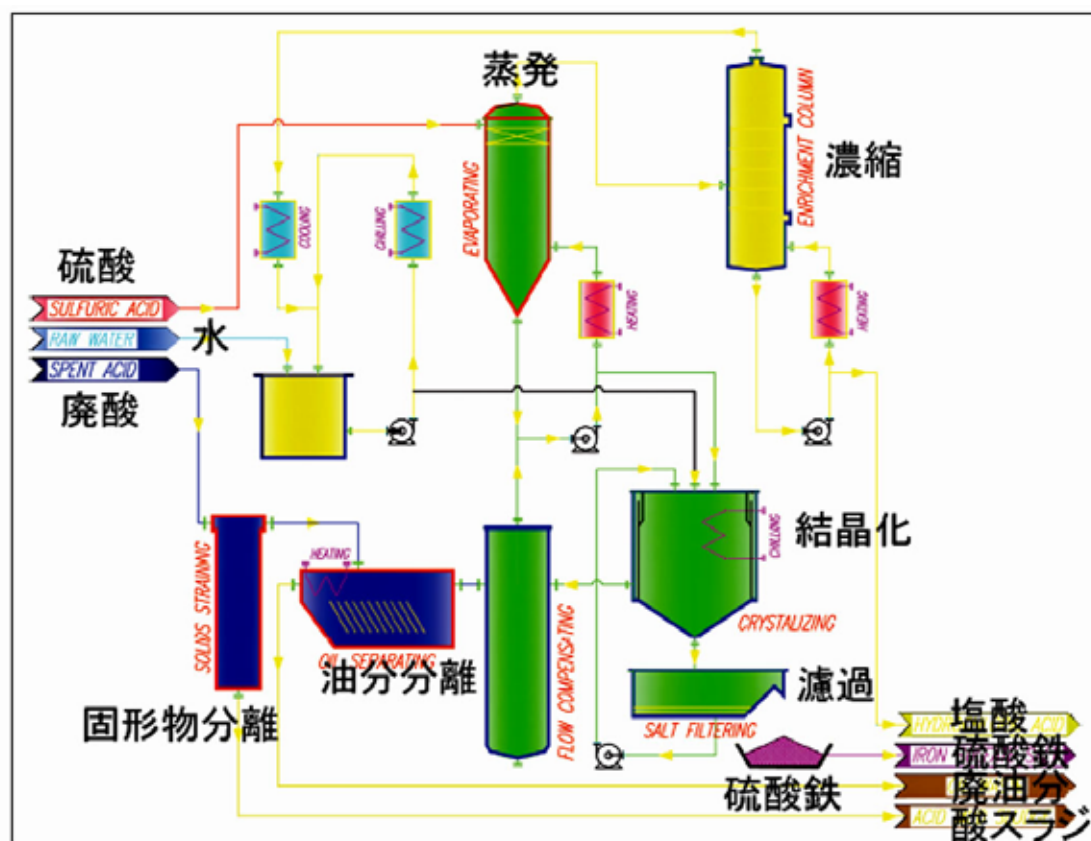 蒸発
EVAPORATING
濃縮
ENRICHMENT COLUMN
COOLING
CHILLING
HEATING
HEATING
硫酸
SULFURIC ACID
RAW WATER
水
SPENT ACID
廃酸
結晶化
CHILLING
CRYSTALIZING
SOLIDS STRAINING
固形物分離
HEATING
OIL SEPARATING
油分分離
FLOW COMPENSATING
濾過
SALT FILTERING
硫酸鉄
塩酸
ACID
IRON
硫酸鉄
廃油分
ACID
酸スラジ